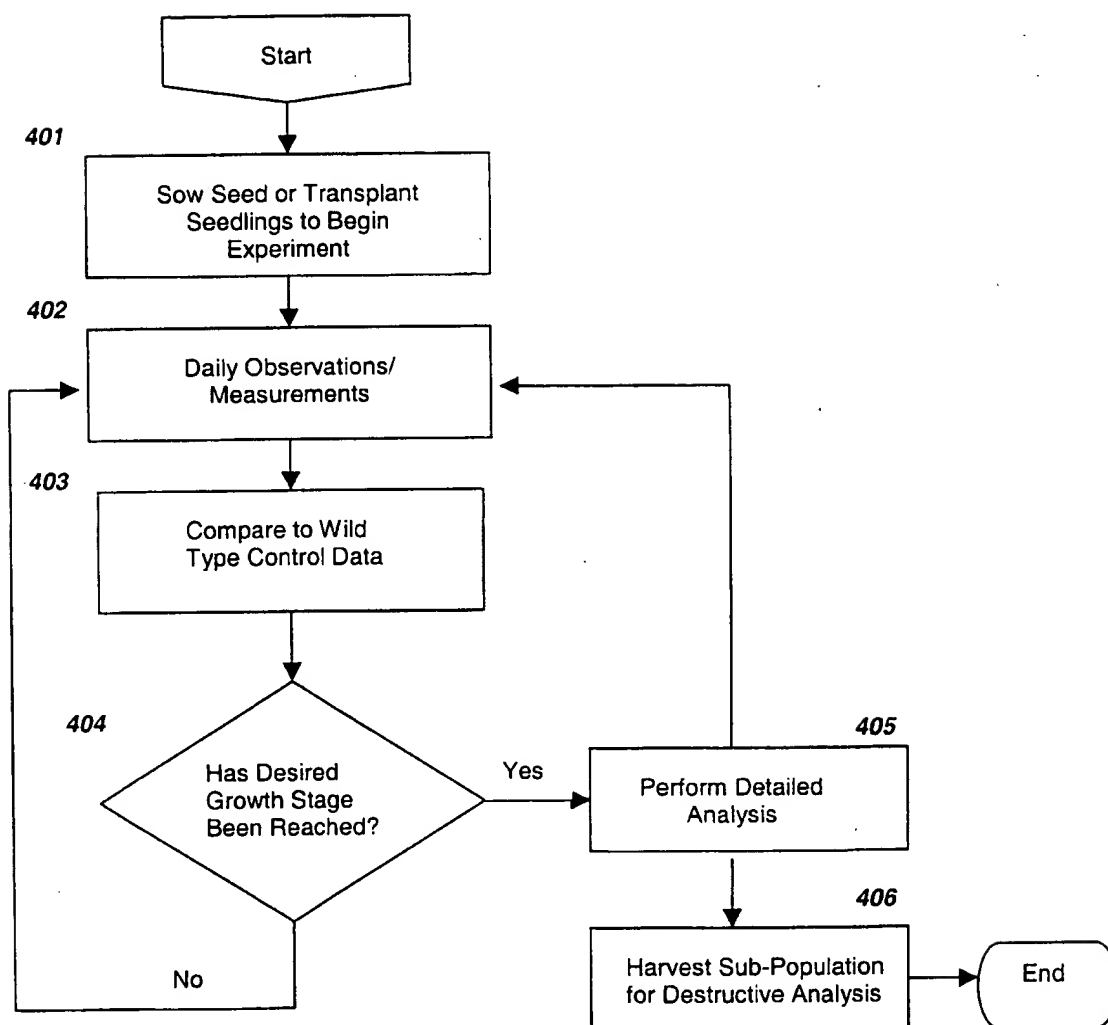 Start
401
Sow Seed or Transplant
Seedlings to Begin
Experiment
402
Daily Observations/
Measurements
403
Compare to Wild
Type Control Data
404
Has Desired
Growth Stage
Been Reached?
Yes
No
405
Perform Detailed
Analysis
406
Harvest Sub-Population
for Destructive Analysis
End